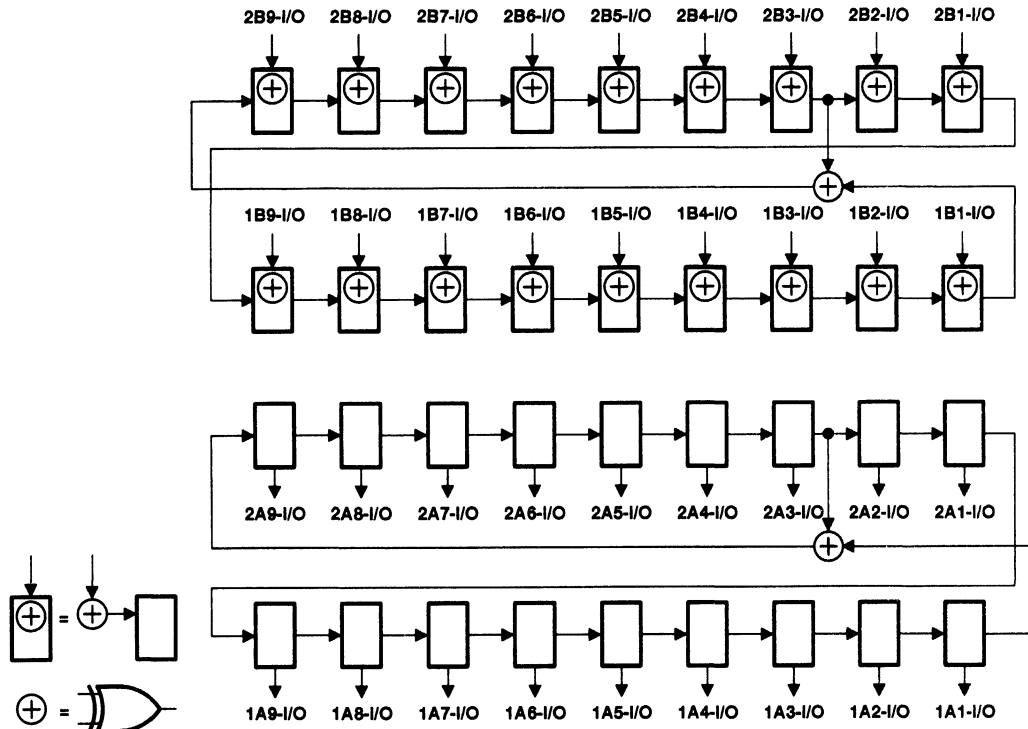 2B9-I/O 2B8-I/O 2B7-I/O 2B6-I/O 2B5-I/O 2B4-I/O 2B3-I/O 2B2-I/O 2B1-I/O
1B9-I/O 1B8-I/O 1B7-I/O 1B6-I/O 1B5-I/O 1B4-I/O 1B3-I/O 1B2-I/O 1B1-I/O
2A9-I/O 2A8-I/O 2A7-I/O 2A6-I/O 2A5-I/O 2A4-I/O 2A3-I/O 2A2-I/O 2A1-I/O
=
=
1A9-I/O 1A8-I/O 1A7-I/O 1A6-I/O 1A5-I/O 1A4-I/O 1A3-I/O 1A2-I/O 1A1-I/O